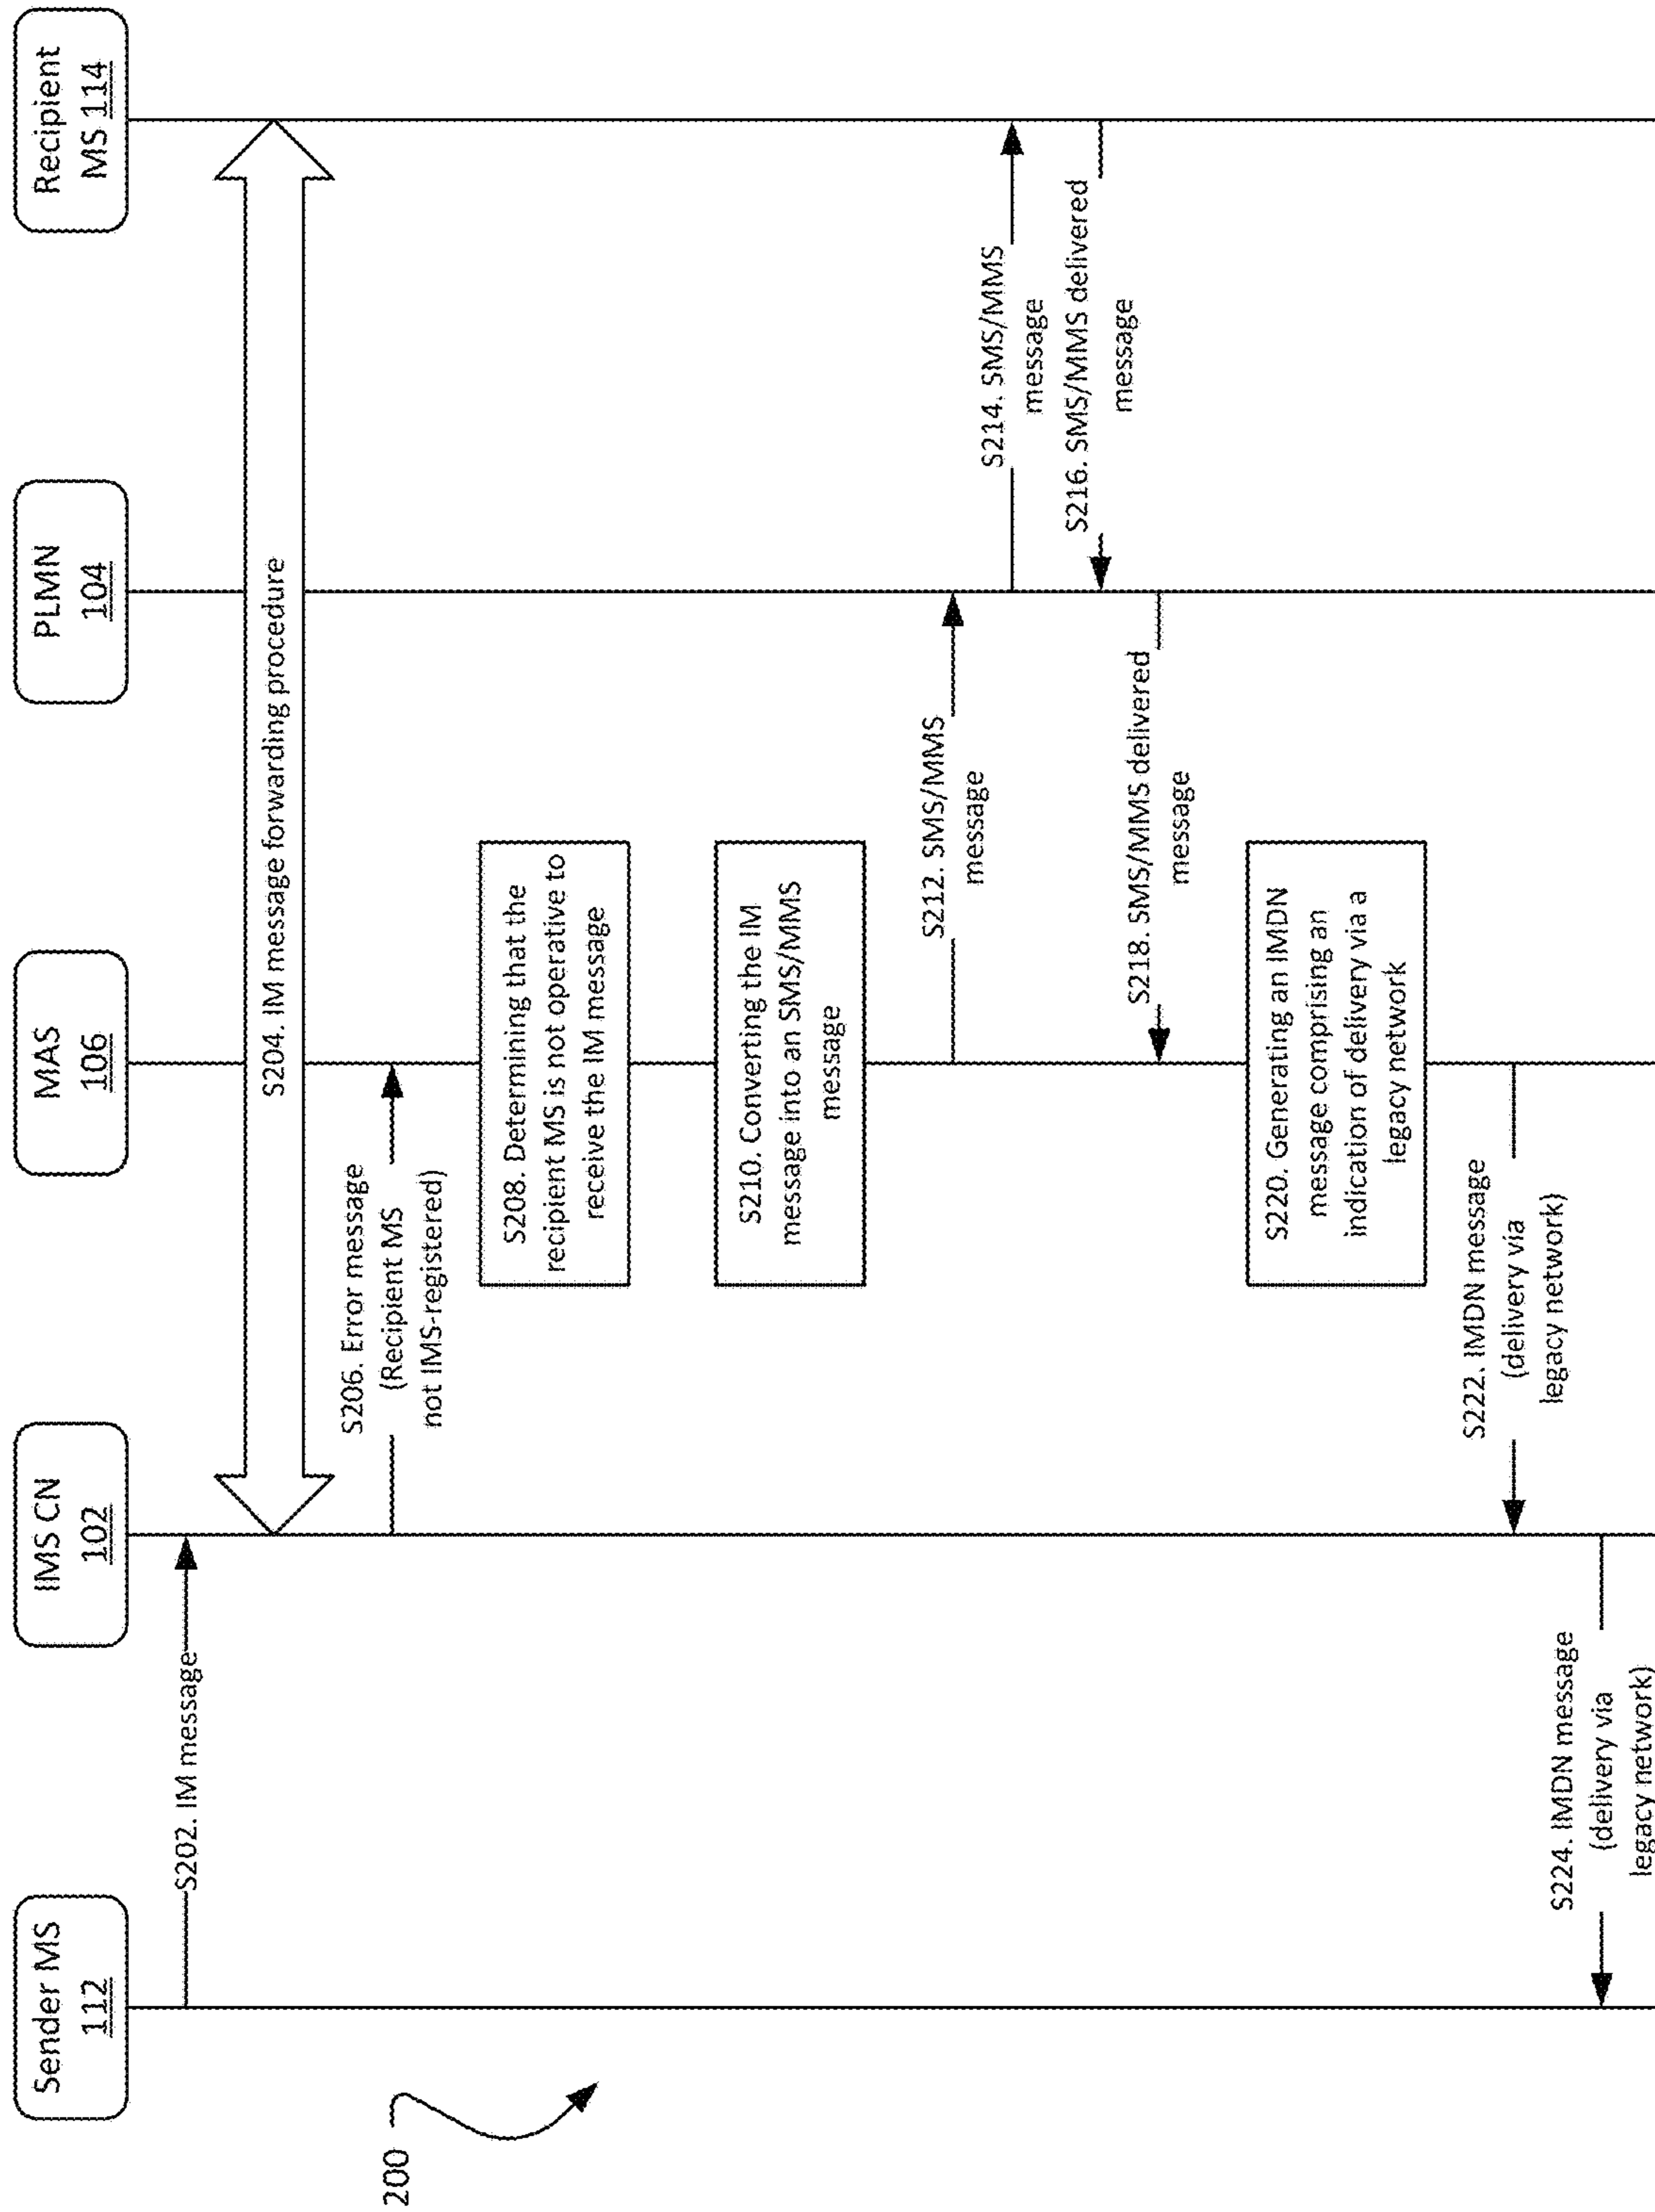 Sender MS
112
IMS CN
102
MAS
106
PLMN
104
Recipient
MS 114
S202. IM message
S204. IM message forwarding procedure
200
S206. Error message
(Recipient MS
not IMS-registered)
S208. Determining that the
recipient MS is not operative to
receive the IM message
S210. Converting the IM
message into an SMS/MMS
message
S212. SMS/MMS
message
S214. SMS/MMS
message
S216. SMS/MMS delivered
message
S218. SMS/MMS delivered
message
S220. Generating an IMDN
message comprising an
indication of delivery via a
legacy network
S222. IMDN message
(delivery via
legacy network)
S224. IMDN message
(delivery via
legacy network)